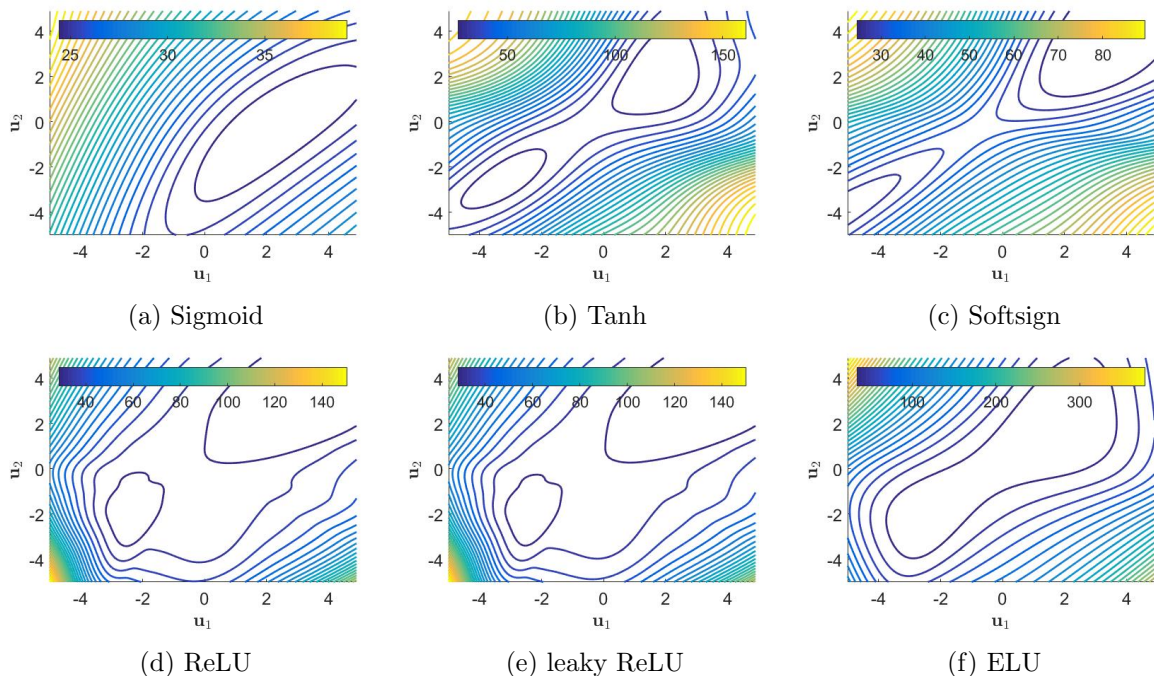 4 25 30 35
2
0
-2
-4
u2
-4 -2 0 2 4
u1
(a) Sigmoid
4 50 100 150
2
0
-2
-4
u2
-4 -2 0 2 4
u1
(b) Tanh
4 30 40 50 60 70 80
2
0
-2
-4
u2
-4 -2 0 2 4
u1
(c) Softsign
4 40 60 80 100 120 140
2
0
-2
-4
u2
-4 -2 0 2 4
u1
(d) ReLU
4 40 60 80 100 120 140
2
0
-2
-4
u2
-4 -2 0 2 4
u1
(e) leaky ReLU
4 100 200 300
2
0
-2
-4
u2
-4 -2 0 2 4
u1
(f) ELU